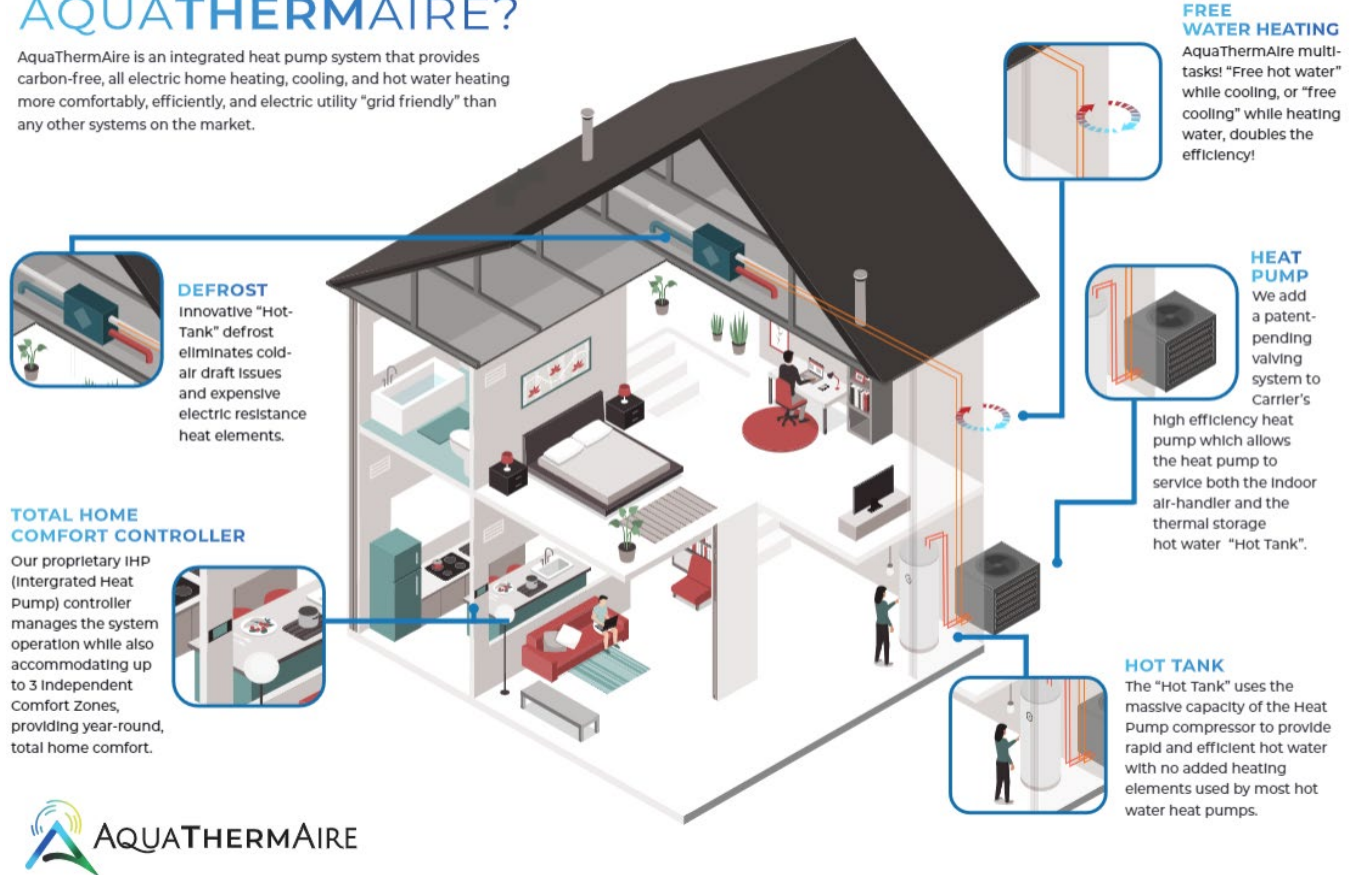 AQUATHERMAIRE?
AquaThermAire is an integrated heat pump system that provides
carbon-free, all electric home heating, cooling, and hot water heating
more comfortably, efficiently, and electric utility “grid friendly” than
any other systems on the market.
FREE
WATER HEATING
AquaThermAire multi-
tasks! “Free hot water”
while cooling, or “free
cooling” while heating
water, doubles the
efficiency!
DEFROST
Innovative “Hot-
Tank” defrost
eliminates cold-
air draft issues
and expensive
electric resistance
heat elements.
HEAT
PUMP
We add
a patent-
pending
valving
system to
Carrier’s
high efficiency heat
pump which allows
the heat pump to
service both the indoor
air-handler and the
thermal storage
hot water “Hot Tank”.
TOTAL HOME
COMFORT CONTROLLER
Our proprietary IHP
(Intergrated Heat
Pump) controller
manages the system
operation while also
accommodating up
to 3 Independent
Comfort Zones,
providing year-round,
total home comfort.
HOT TANK
The “Hot Tank” uses the
massive capacity of the Heat
Pump compressor to provide
rapid and efficient hot water
with no added heating
elements used by most hot
water heat pumps.
AQUATHERMAIRE